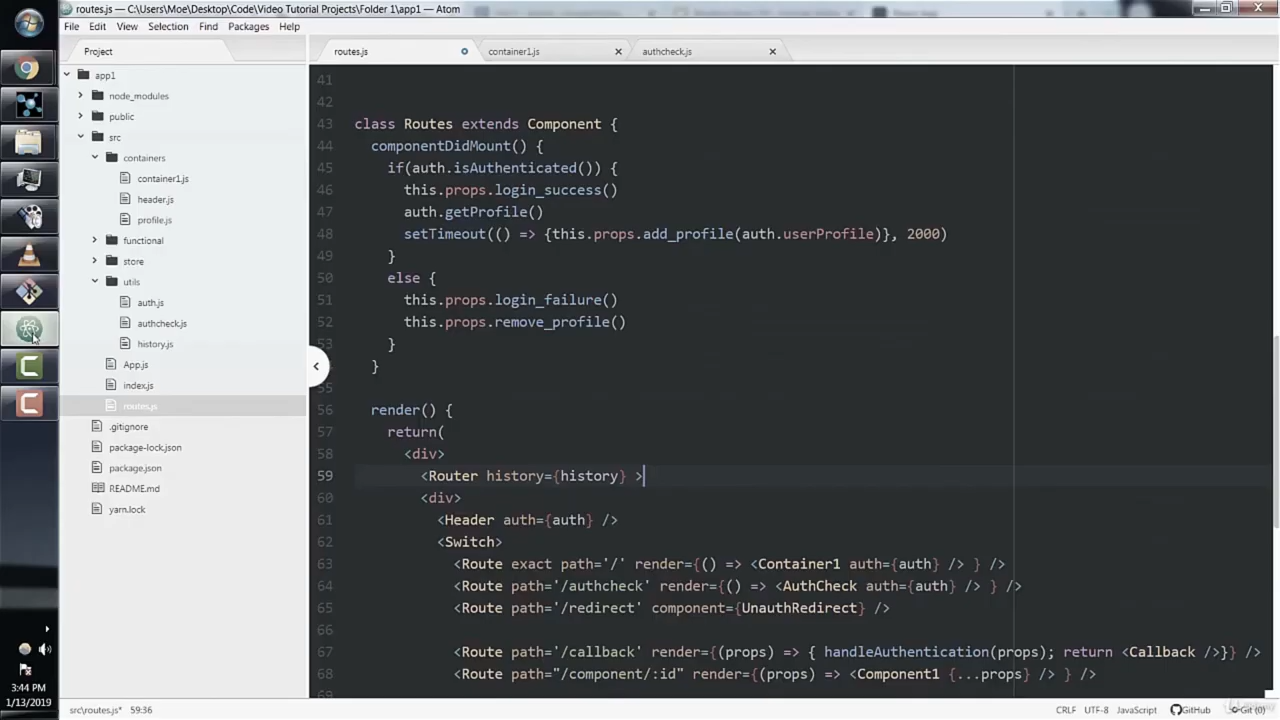 routes.js — C:\Users\Moe\Desktop\Code\Video Tutorial Projects\Folder 1\app1 — Atom
File Edit View Selection Find Packages Help
Project
routes.js
container1.js
authcheck.js
app1
node_modules
public
src
containers
container1.js
header.js
profile.js
functional
store
utils
auth.js
authcheck.js
history.js
App.js
index.js
routes.js
.gitignore
package-lock.json
package.json
README.md
yarn.lock
41
42
43 class Routes extends Component {
44 componentDidMount() {
45 if(auth.isAuthenticated()) {
46 this.props.login_success()
47 auth.getProfile()
48 setTimeout(() => {this.props.add_profile(auth.userProfile)}, 2000)
49 }
50 else {
51 this.props.login_failure()
52 this.props.remove_profile()
53 }
54 }
55
56 render() {
57 return(
58 <div>
59 <Router history={history} >
60 <div>
61 <Header auth={auth} />
62 <Switch>
63 <Route exact path='/' render={() => <Container1 auth={auth} /> } />
64 <Route path='/authcheck' render={() => <AuthCheck auth={auth} /> } />
65 <Route path='/redirect' component={UnauthRedirect} />
66
67 <Route path='/callback' render={(props) => { handleAuthentication(props); return <Callback />}} />
68 <Route path="/component/:id" render={(props) => <Component1 {...props} /> } />
3:44 PM
1/13/2019
src\routes.js* 59:36
CRLF UTF-8 JavaScript GitHub Git (0)